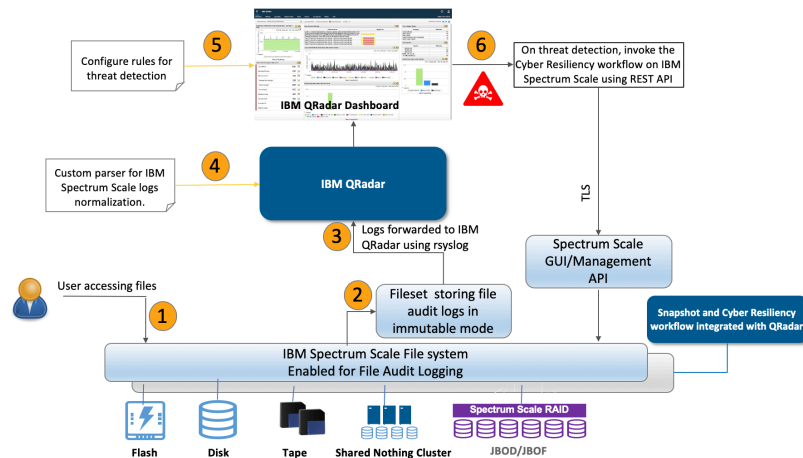 5
Configure rules for
threat detection
IBM QRadar Dashboard
6
On threat detection, invoke the
Cyber Resiliency workflow on IBM
Spectrum Scale using REST API
4
Custom parser for IBM
Spectrum Scale logs
normalization.
IBM QRadar
TLS
3
Logs forwarded to IBM
QRadar using rsyslog
Spectrum Scale
GUI/Management
API
User accessing files
1
2
Fileset storing file
audit logs in
immutable mode
Snapshot and Cyber Resiliency
workflow integrated with QRadar
IBM Spectrum Scale File system
Enabled for File Audit Logging
Flash
Disk
Tape
Shared Nothing Cluster
Spectrum Scale RAID
JBOD/JBOF